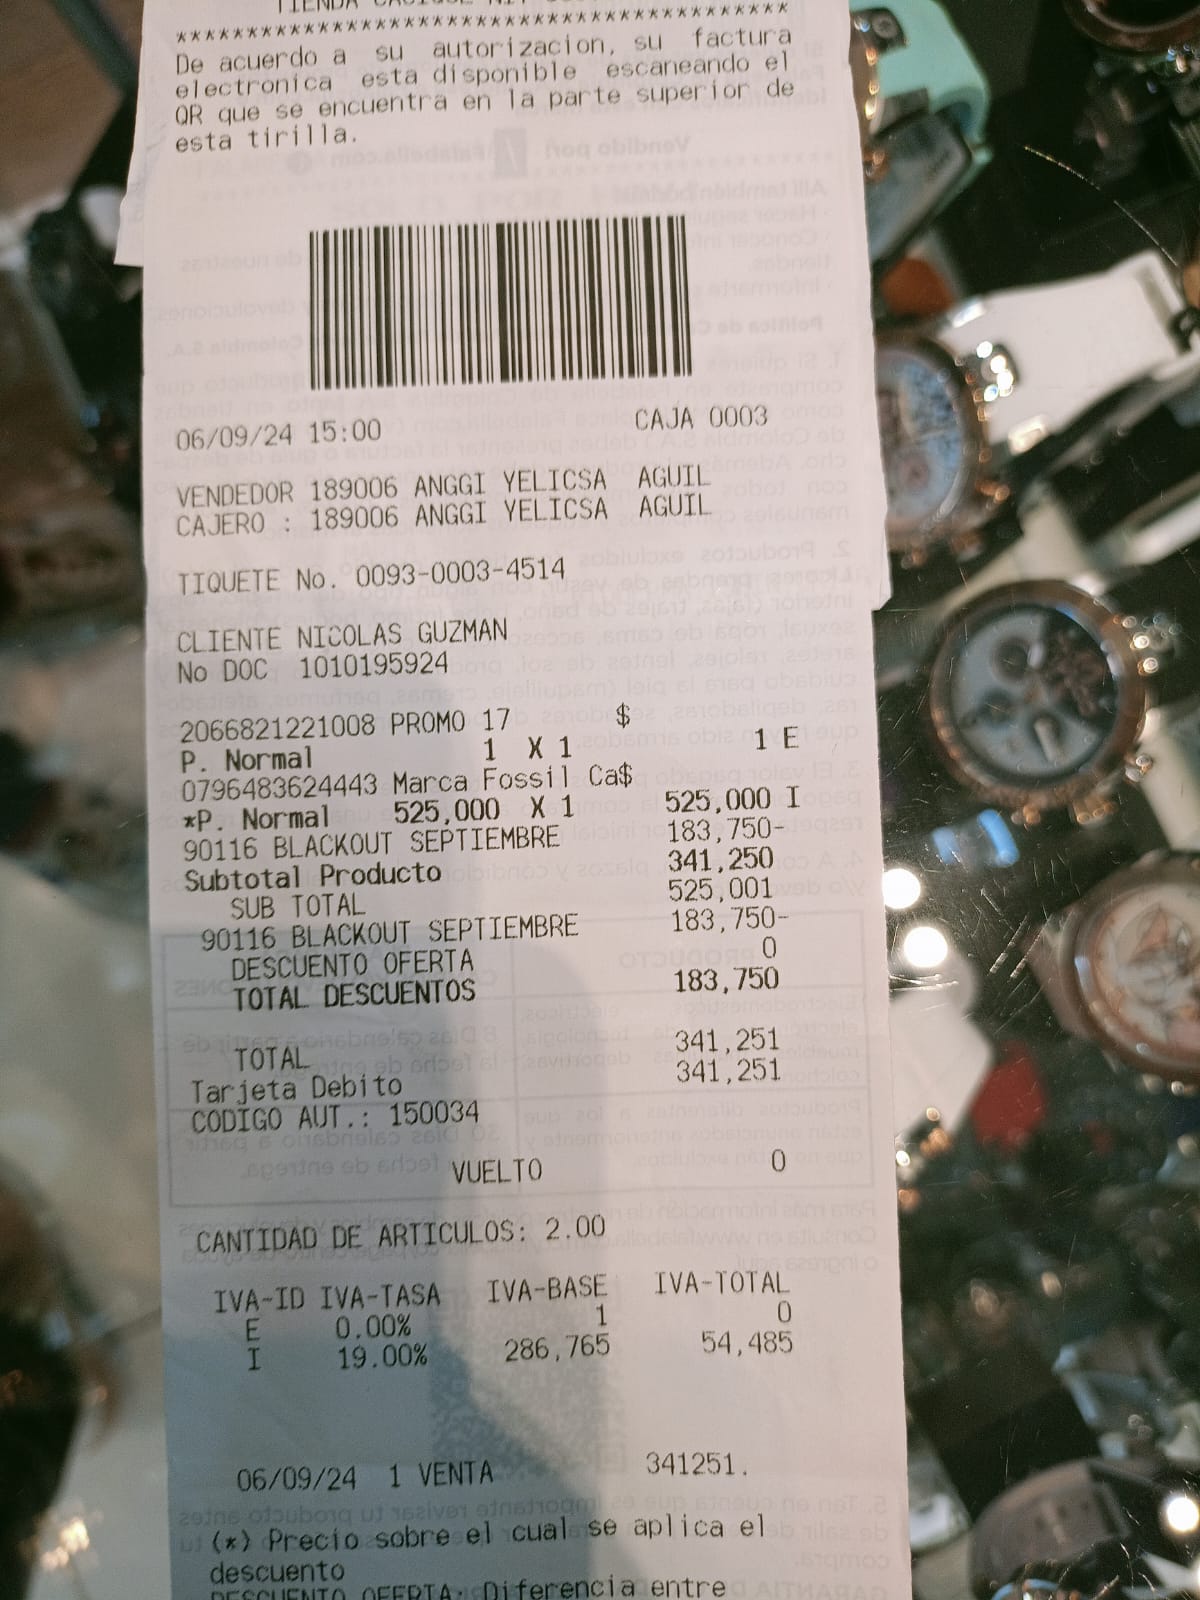 TIENDA
****************************************
De acuerdo a su autorizacion, su factura
electronica esta disponible escaneando el
QR que se encuentra en la parte superior de
esta tirilla.
06/09/24 15:00 CAJA 0003
VENDEDOR 189006 ANGGI YELICSA AGUIL
CAJERO : 189006 ANGGI YELICSA AGUIL
TIQUETE No. 0093-0003-4514
CLIENTE NICOLAS GUZMAN
No DOC 1010195924
2066821221008 PROMO 17 $
P. Normal 1 X 1 1 E
0796483624443 Marca Fossil Ca$
*P. Normal 525,000 X 1 525,000 I
90116 BLACKOUT SEPTIEMBRE 183,750-
Subtotal Producto 341,250
SUB TOTAL 525,001
90116 BLACKOUT SEPTIEMBRE 183,750-
DESCUENTO OFERTA 0
TOTAL DESCUENTOS 183,750
TOTAL 341,251
Tarjeta Debito 341,251
CODIGO AUT.: 150034
VUELTO 0
CANTIDAD DE ARTICULOS: 2.00
IVA-ID IVA-TASA IVA-BASE IVA-TOTAL
E 0.00% 1 0
I 19.00% 286,765 54,485
06/09/24 1 VENTA 341251.
(*) Precio sobre el cual se aplica el
descuento
DESCUENTO OFERTA: Diferencia entre